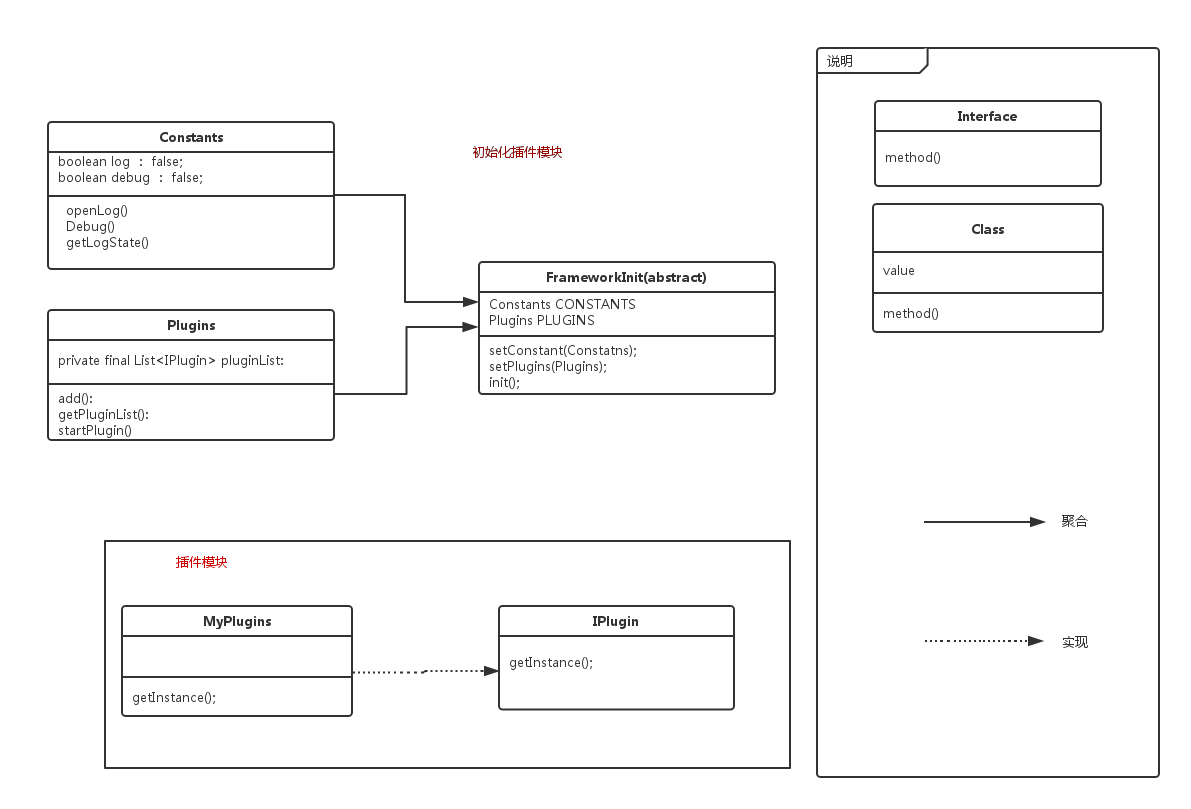 说明
Interface
method()
Class
value
method()
聚合
实现
初始化插件模块
Constants
boolean log : false;
boolean debug : false;
openLog()
Debug()
getLogState()
Plugins
private final List<IPlugin> pluginList:
add():
getPluginList():
startPlugin()
FrameworkInit(abstract)
Constants CONSTANTS
Plugins PLUGINS
setConstant(Constatns);
setPlugins(Plugins);
init();
插件模块
MyPlugins
getInstance();
IPlugin
getInstance();